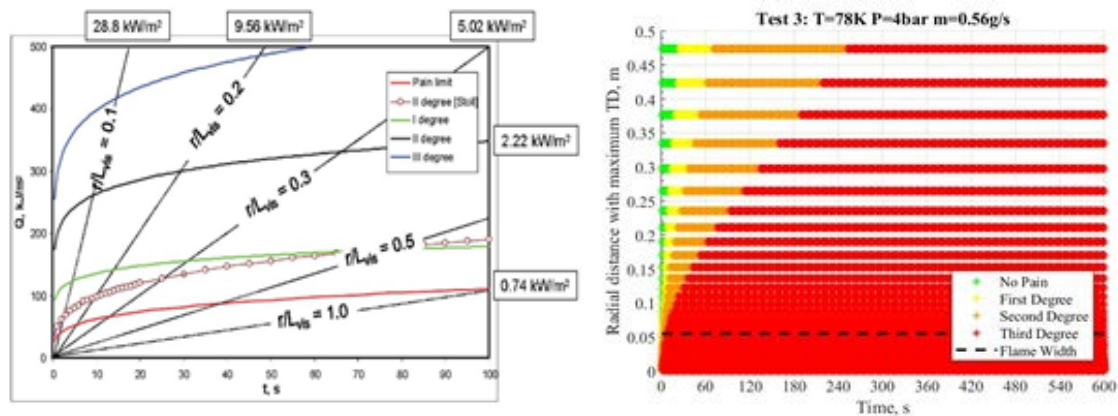 28.8 kW/m²
9.56 kW/m²
5.02 kW/m²
500
400
300
200
100
0
Q, kJ/m²
r/Lvis = 0.1
r/Lvis = 0.2
r/Lvis = 0.3
r/Lvis = 0.5
r/Lvis = 1.0
Pain limit
II degree [Stoll]
I degree
II degree
III degree
2.22 kW/m²
0.74 kW/m²
0 10 20 30 40 50 60 70 80 90 100
t, s
Test 3: T=78K P=4bar m=0.56g/s
0.5
0.45
0.4
0.35
0.3
0.25
0.2
0.15
0.1
0.05
0
Radial distance with maximum TD, m
No Pain
First Degree
Second Degree
Third Degree
Flame Width
0 60 120 180 240 300 360 420 480 540 600
Time, s